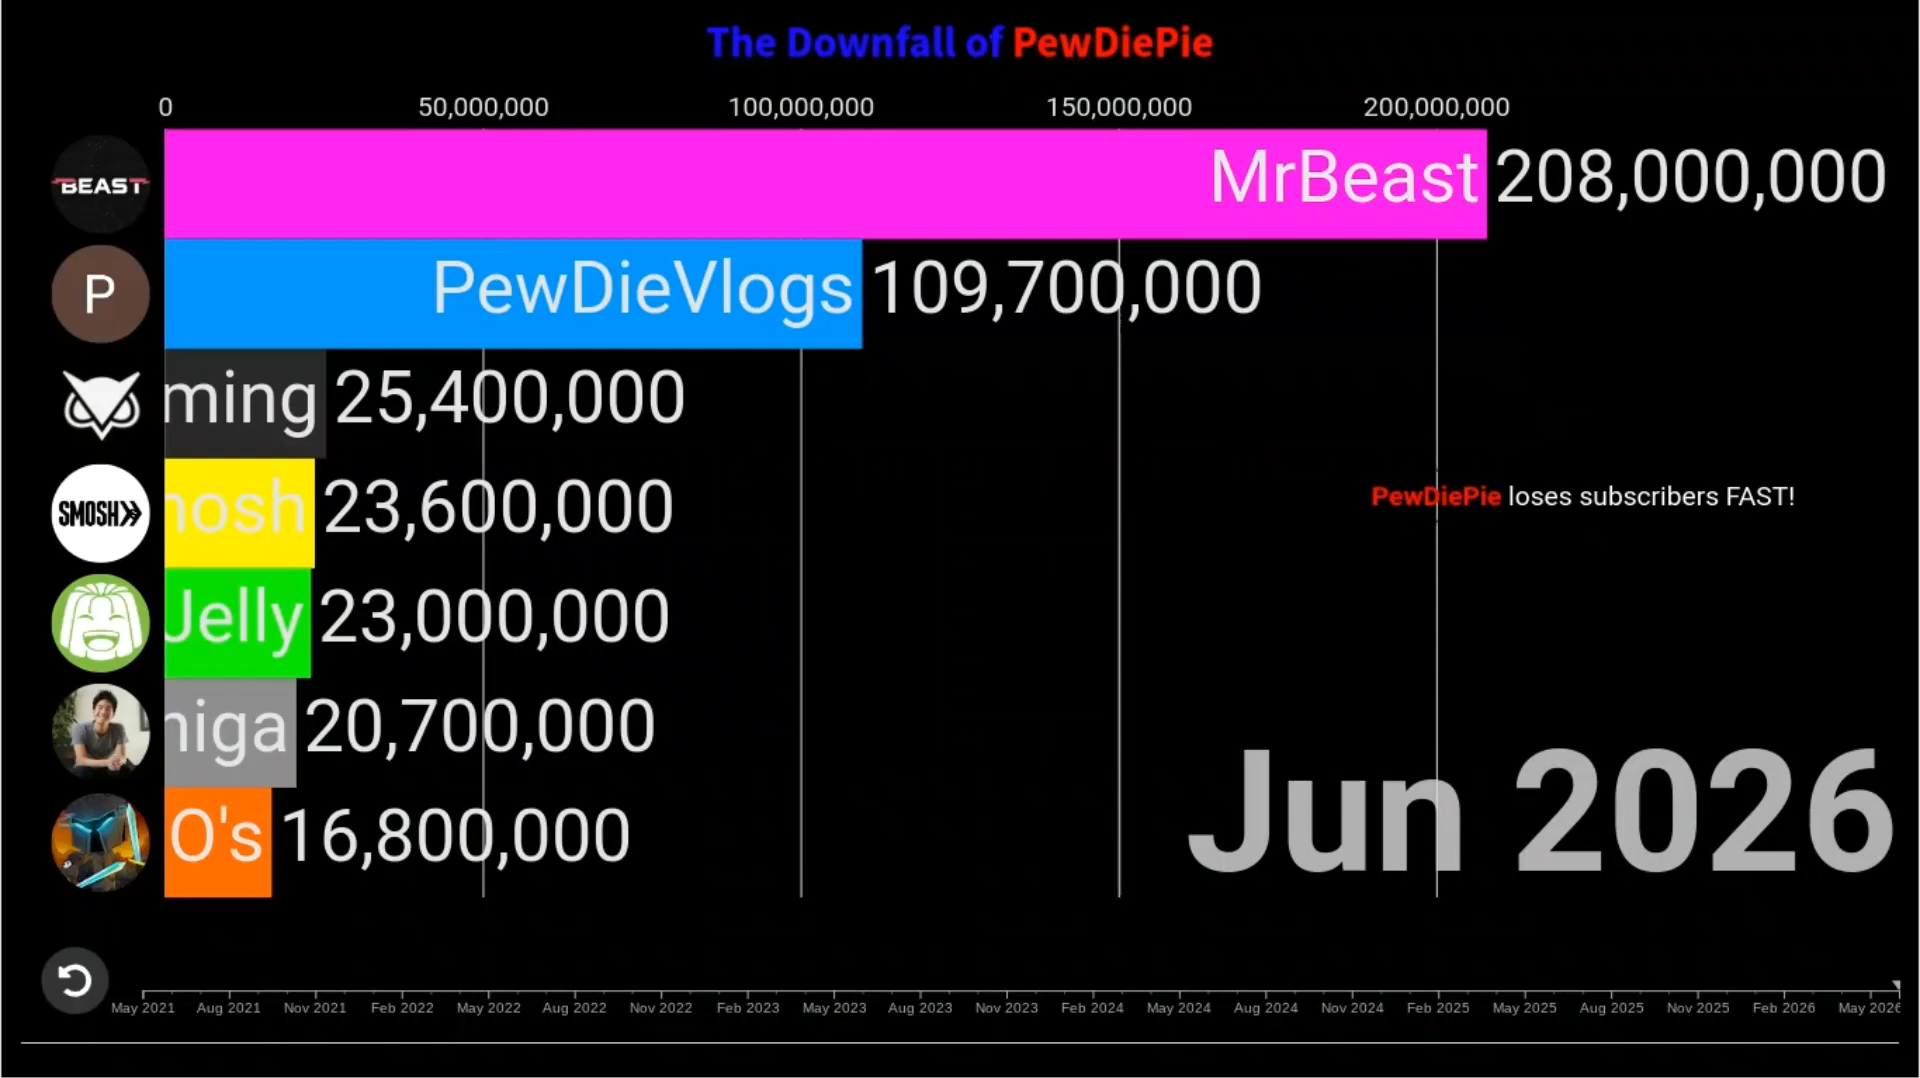 The Downfall of PewDiePie
0 50,000,000 100,000,000 150,000,000 200,000,000
BEAST MrBeast 208,000,000
P PewDieVlogs 109,700,000
ming 25,400,000
SMOSH nosh 23,600,000
PewDiePie loses subscribers FAST!
Jelly 23,000,000
niga 20,700,000
O's 16,800,000
Jun 2026
May 2021 Aug 2021 Nov 2021 Feb 2022 May 2022 Aug 2022 Nov 2022 Feb 2023 May 2023 Aug 2023 Nov 2023 Feb 2024 May 2024 Aug 2024 Nov 2024 Feb 2025 May 2025 Aug 2025 Nov 2025 Feb 2026 May 2026